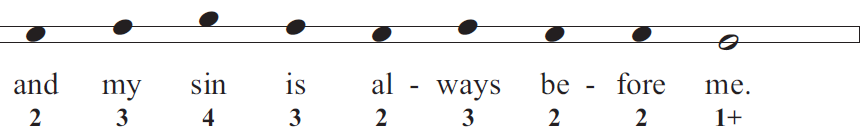 and my sin is al - ways be - fore me.
2 3 4 3 2 3 2 2 1+